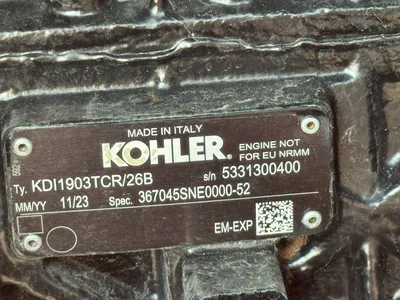 MADE IN ITALY
KOHLER. ENGINE NOT FOR EU NRMM
Ty. KDI1903TCR/26B s/n 5331300400
MM/YY 11/23 Spec. 367045SNE0000-52
EM-EXP